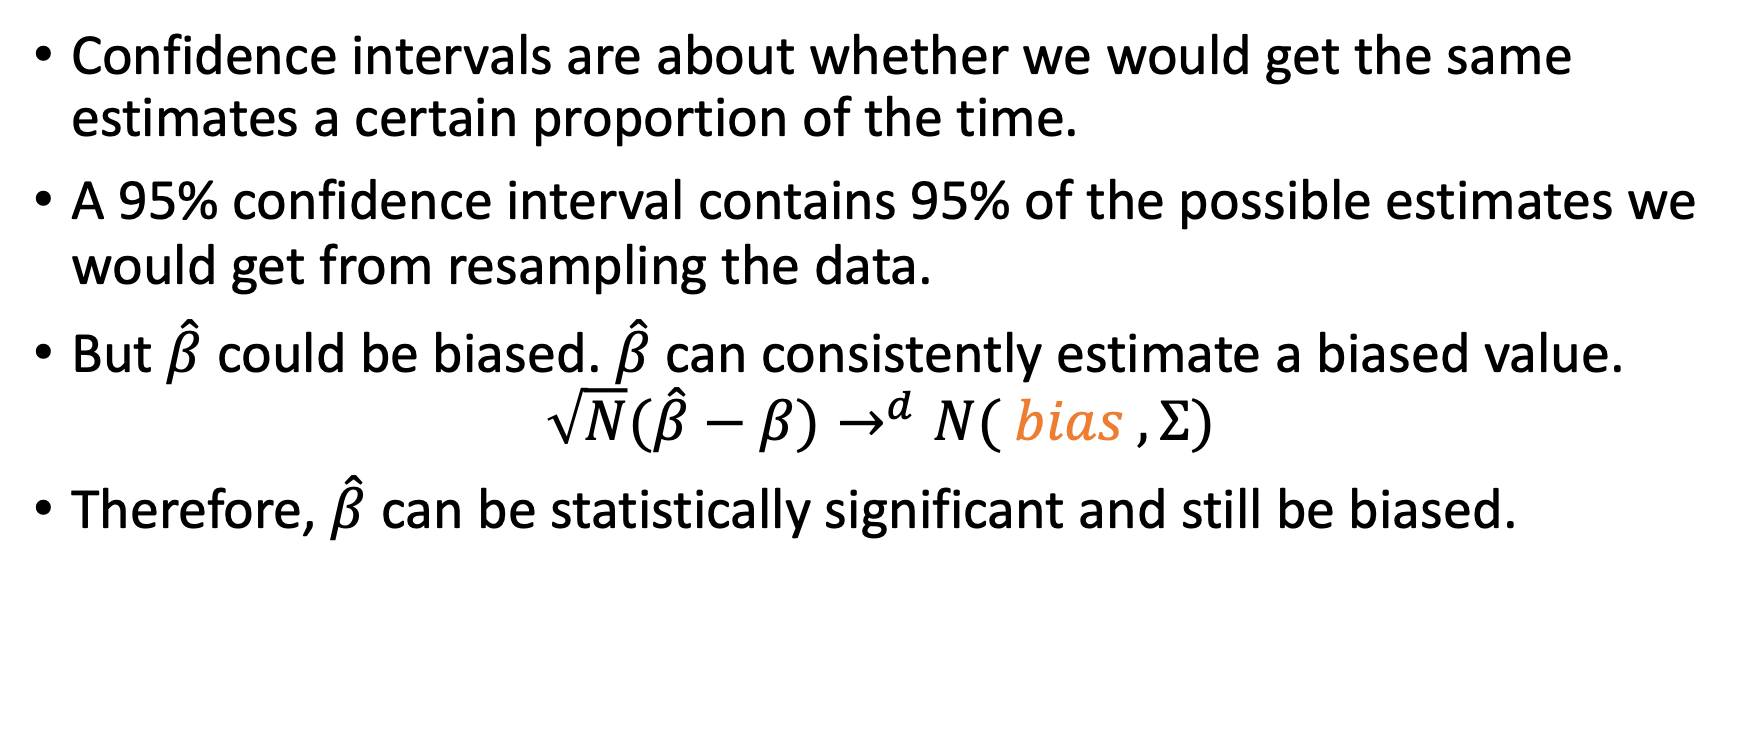 • Confidence intervals are about whether we would get the same
estimates a certain proportion of the time.
• A 95% confidence interval contains 95% of the possible estimates we
would get from resampling the data.
• But β̂ could be biased. β̂ can consistently estimate a biased value.
√N(β̂ − β) →ᵈ N( bias , Σ)
• Therefore, β̂ can be statistically significant and still be biased.